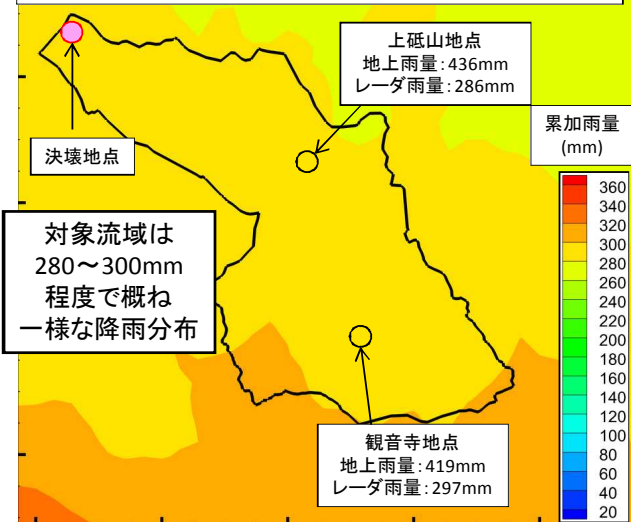 上砥山地点
地上雨量:436mm
レーダ雨量:286mm
累加雨量
(mm)
決壊地点
対象流域は
280～300mm
程度で概ね
一様な降雨分布
観音寺地点
地上雨量:419mm
レーダ雨量:297mm
360
340
320
300
280
260
240
220
200
180
160
140
120
100
80
60
40
20